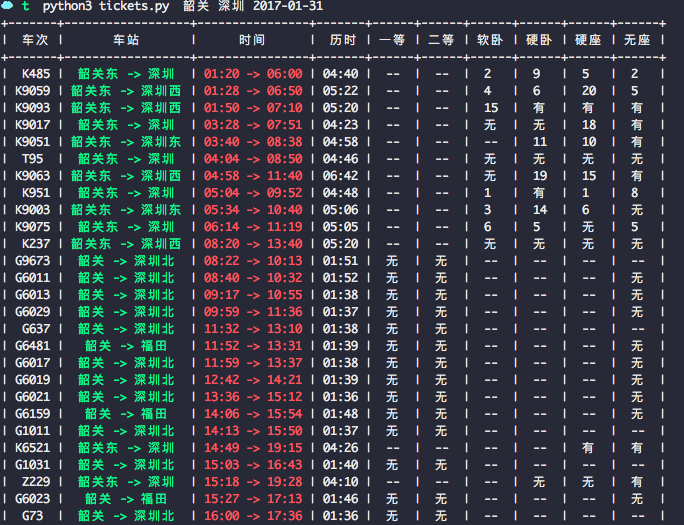 t python3 tickets.py 韶关 深圳 2017-01-31
+-------+--------------------+----------------+-------+------+------+------+------+------+------+
| 车次 | 车站 | 时间 | 历时 | 一等 | 二等 | 软卧 | 硬卧 | 硬座 | 无座 |
+-------+--------------------+----------------+-------+------+------+------+------+------+------+
| K485 | 韶关东 -> 深圳 | 01:20 -> 06:00 | 04:40 | -- | -- | 2 | 9 | 5 | 2 |
| K9059 | 韶关东 -> 深圳西 | 01:28 -> 06:50 | 05:22 | -- | -- | 4 | 6 | 20 | 5 |
| K9093 | 韶关东 -> 深圳西 | 01:50 -> 07:10 | 05:20 | -- | -- | 15 | 有 | 有 | 有 |
| K9017 | 韶关东 -> 深圳 | 03:28 -> 07:51 | 04:23 | -- | -- | 无 | 无 | 18 | 有 |
| K9051 | 韶关东 -> 深圳东 | 03:40 -> 08:38 | 04:58 | -- | -- | -- | 11 | 10 | 有 |
| T95 | 韶关东 -> 深圳 | 04:04 -> 08:50 | 04:46 | -- | -- | 无 | 无 | 无 | 无 |
| K9063 | 韶关东 -> 深圳西 | 04:58 -> 11:40 | 06:42 | -- | -- | 无 | 19 | 15 | 有 |
| K951 | 韶关东 -> 深圳 | 05:04 -> 09:52 | 04:48 | -- | -- | 1 | 有 | 1 | 8 |
| K9003 | 韶关东 -> 深圳东 | 05:34 -> 10:40 | 05:06 | -- | -- | 3 | 14 | 6 | 无 |
| K9075 | 韶关东 -> 深圳 | 06:14 -> 11:19 | 05:05 | -- | -- | 6 | 5 | 无 | 5 |
| K237 | 韶关东 -> 深圳西 | 08:20 -> 13:40 | 05:20 | -- | -- | 无 | 无 | 无 | 无 |
| G9673 | 韶关 -> 深圳北 | 08:22 -> 10:13 | 01:51 | 无 | 无 | -- | -- | -- | -- |
| G6011 | 韶关 -> 深圳北 | 08:40 -> 10:32 | 01:52 | 无 | 无 | -- | -- | -- | 无 |
| G6013 | 韶关 -> 深圳北 | 09:17 -> 10:55 | 01:38 | 无 | 无 | -- | -- | -- | 无 |
| G6029 | 韶关 -> 深圳北 | 09:59 -> 11:36 | 01:37 | 无 | 无 | -- | -- | -- | 无 |
| G637 | 韶关 -> 深圳北 | 11:32 -> 13:10 | 01:38 | 无 | 无 | -- | -- | -- | -- |
| G6481 | 韶关 -> 福田 | 11:52 -> 13:31 | 01:39 | 无 | 无 | -- | -- | -- | 无 |
| G6017 | 韶关 -> 深圳北 | 11:59 -> 13:37 | 01:38 | 无 | 无 | -- | -- | -- | 无 |
| G6019 | 韶关 -> 深圳北 | 12:42 -> 14:21 | 01:39 | 无 | 无 | -- | -- | -- | 无 |
| G6021 | 韶关 -> 深圳北 | 13:36 -> 15:12 | 01:36 | 无 | 无 | -- | -- | -- | 无 |
| G6159 | 韶关 -> 福田 | 14:06 -> 15:54 | 01:48 | 无 | 无 | -- | -- | -- | 无 |
| G1011 | 韶关 -> 深圳北 | 14:13 -> 15:50 | 01:37 | 无 | 无 | -- | -- | -- | -- |
| K6521 | 韶关东 -> 深圳 | 14:49 -> 19:15 | 04:26 | -- | -- | -- | -- | 有 | 有 |
| G1031 | 韶关 -> 深圳北 | 15:03 -> 16:43 | 01:40 | 无 | 无 | -- | -- | -- | -- |
| Z229 | 韶关东 -> 深圳 | 15:18 -> 19:28 | 04:10 | -- | -- | -- | 无 | 无 | 有 |
| G6023 | 韶关 -> 福田 | 15:27 -> 17:13 | 01:46 | 无 | 无 | -- | -- | -- | 无 |
| G73 | 韶关 -> 深圳北 | 16:00 -> 17:36 | 01:36 | 无 | 无 | -- | -- | -- | 无 |